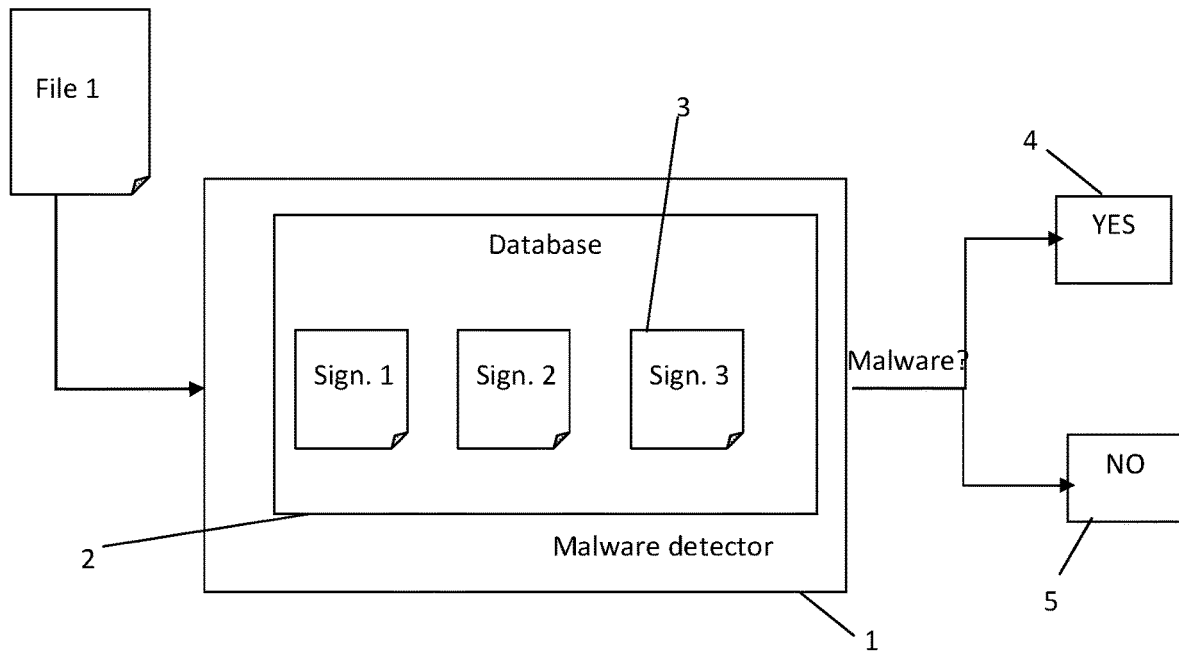 File 1
3
4
YES
Database
Sign. 1
Sign. 2
Sign. 3
Malware?
NO
2
Malware detector
5
1